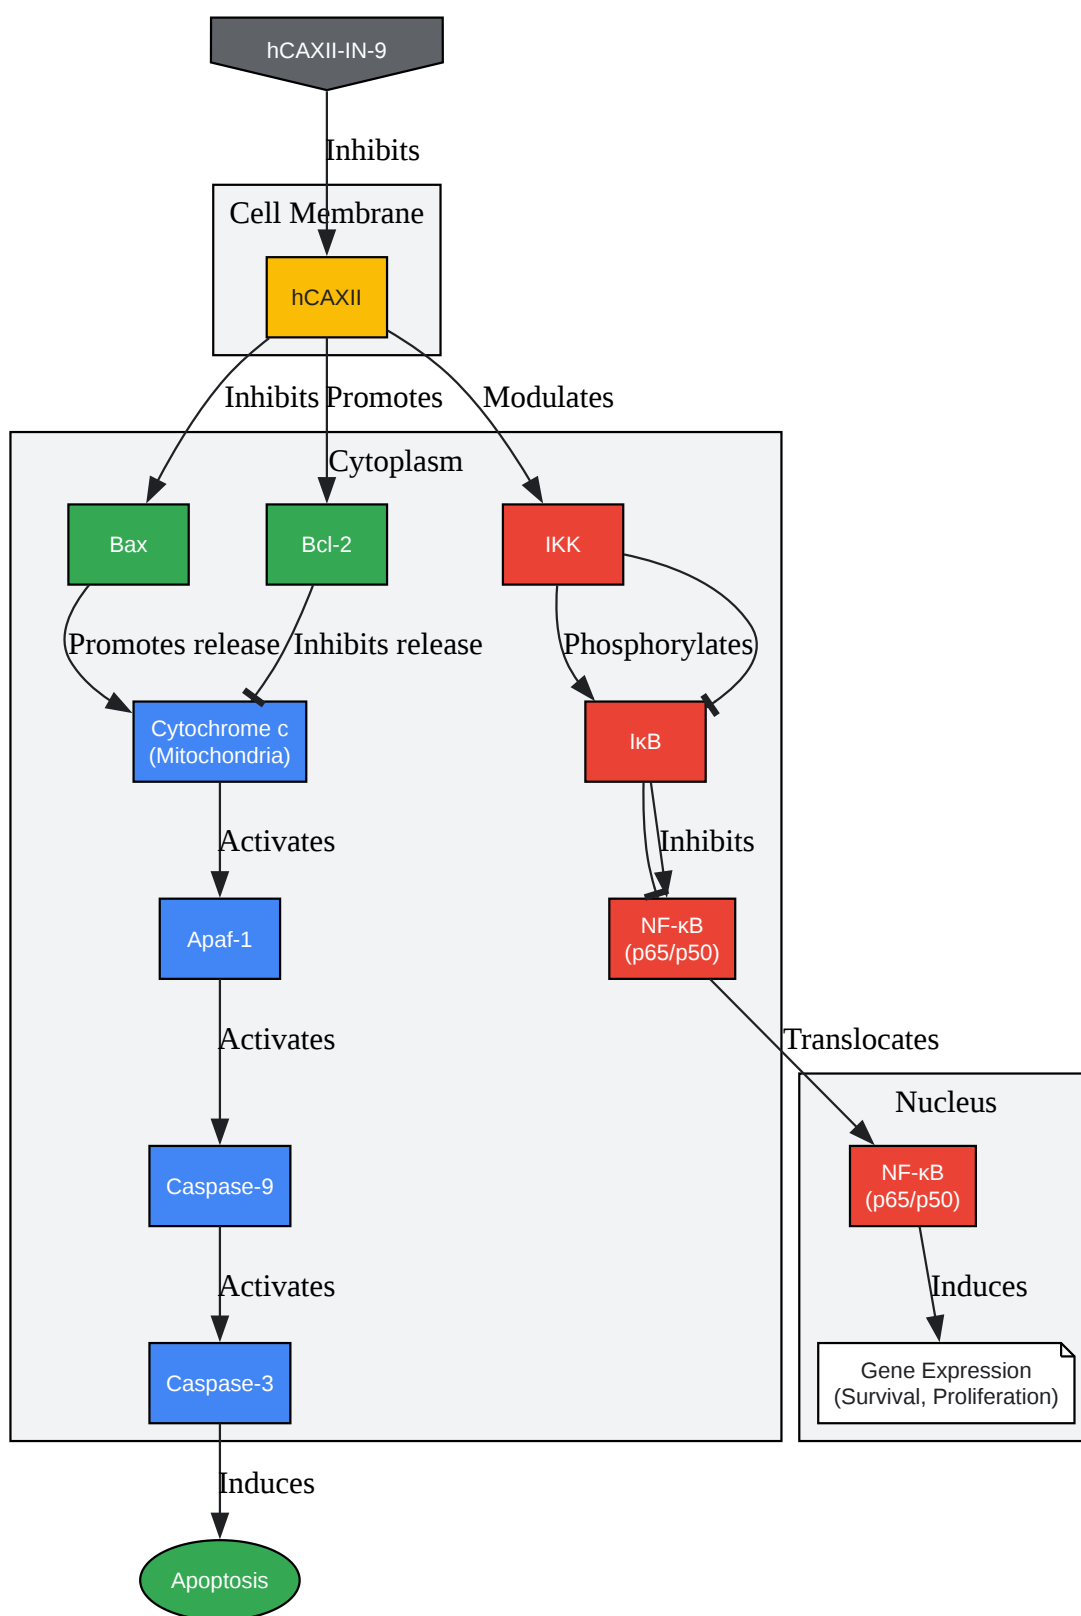 hCAXII-IN-9
Inhibits
Cell Membrane
hCAXII
Inhibits
Promotes
Modulates
Cytoplasm
Bax
Bcl-2
IKK
Promotes release
Inhibits release
Phosphorylates
Cytochrome c
(Mitochondria)
IκB
Activates
Inhibits
Apaf-1
NF-κB
(p65/p50)
Activates
Translocates
Nucleus
Caspase-9
NF-κB
(p65/p50)
Activates
Induces
Caspase-3
Gene Expression
(Survival, Proliferation)
Induces
Apoptosis